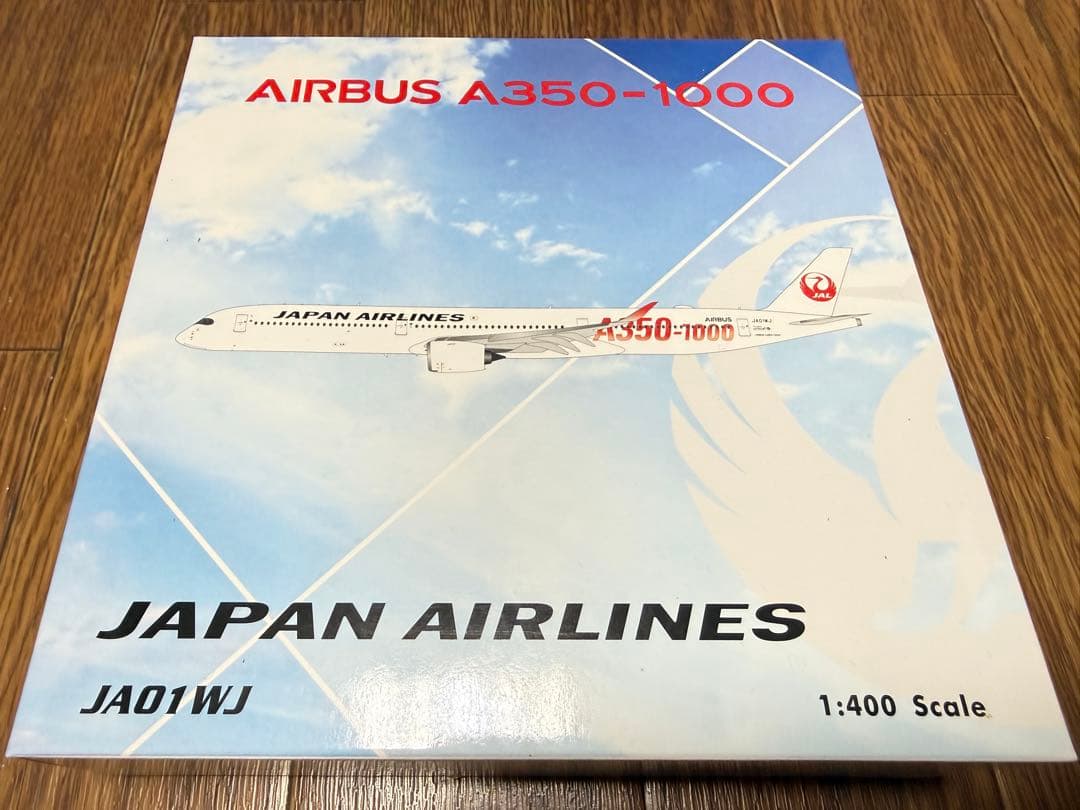 AIRBUS A350-1000
JAPAN AIRLINES
A350-1000
AIRBUS
JA01WJ
JAL
JAPAN AIRLINES
JA01WJ
1:400 Scale